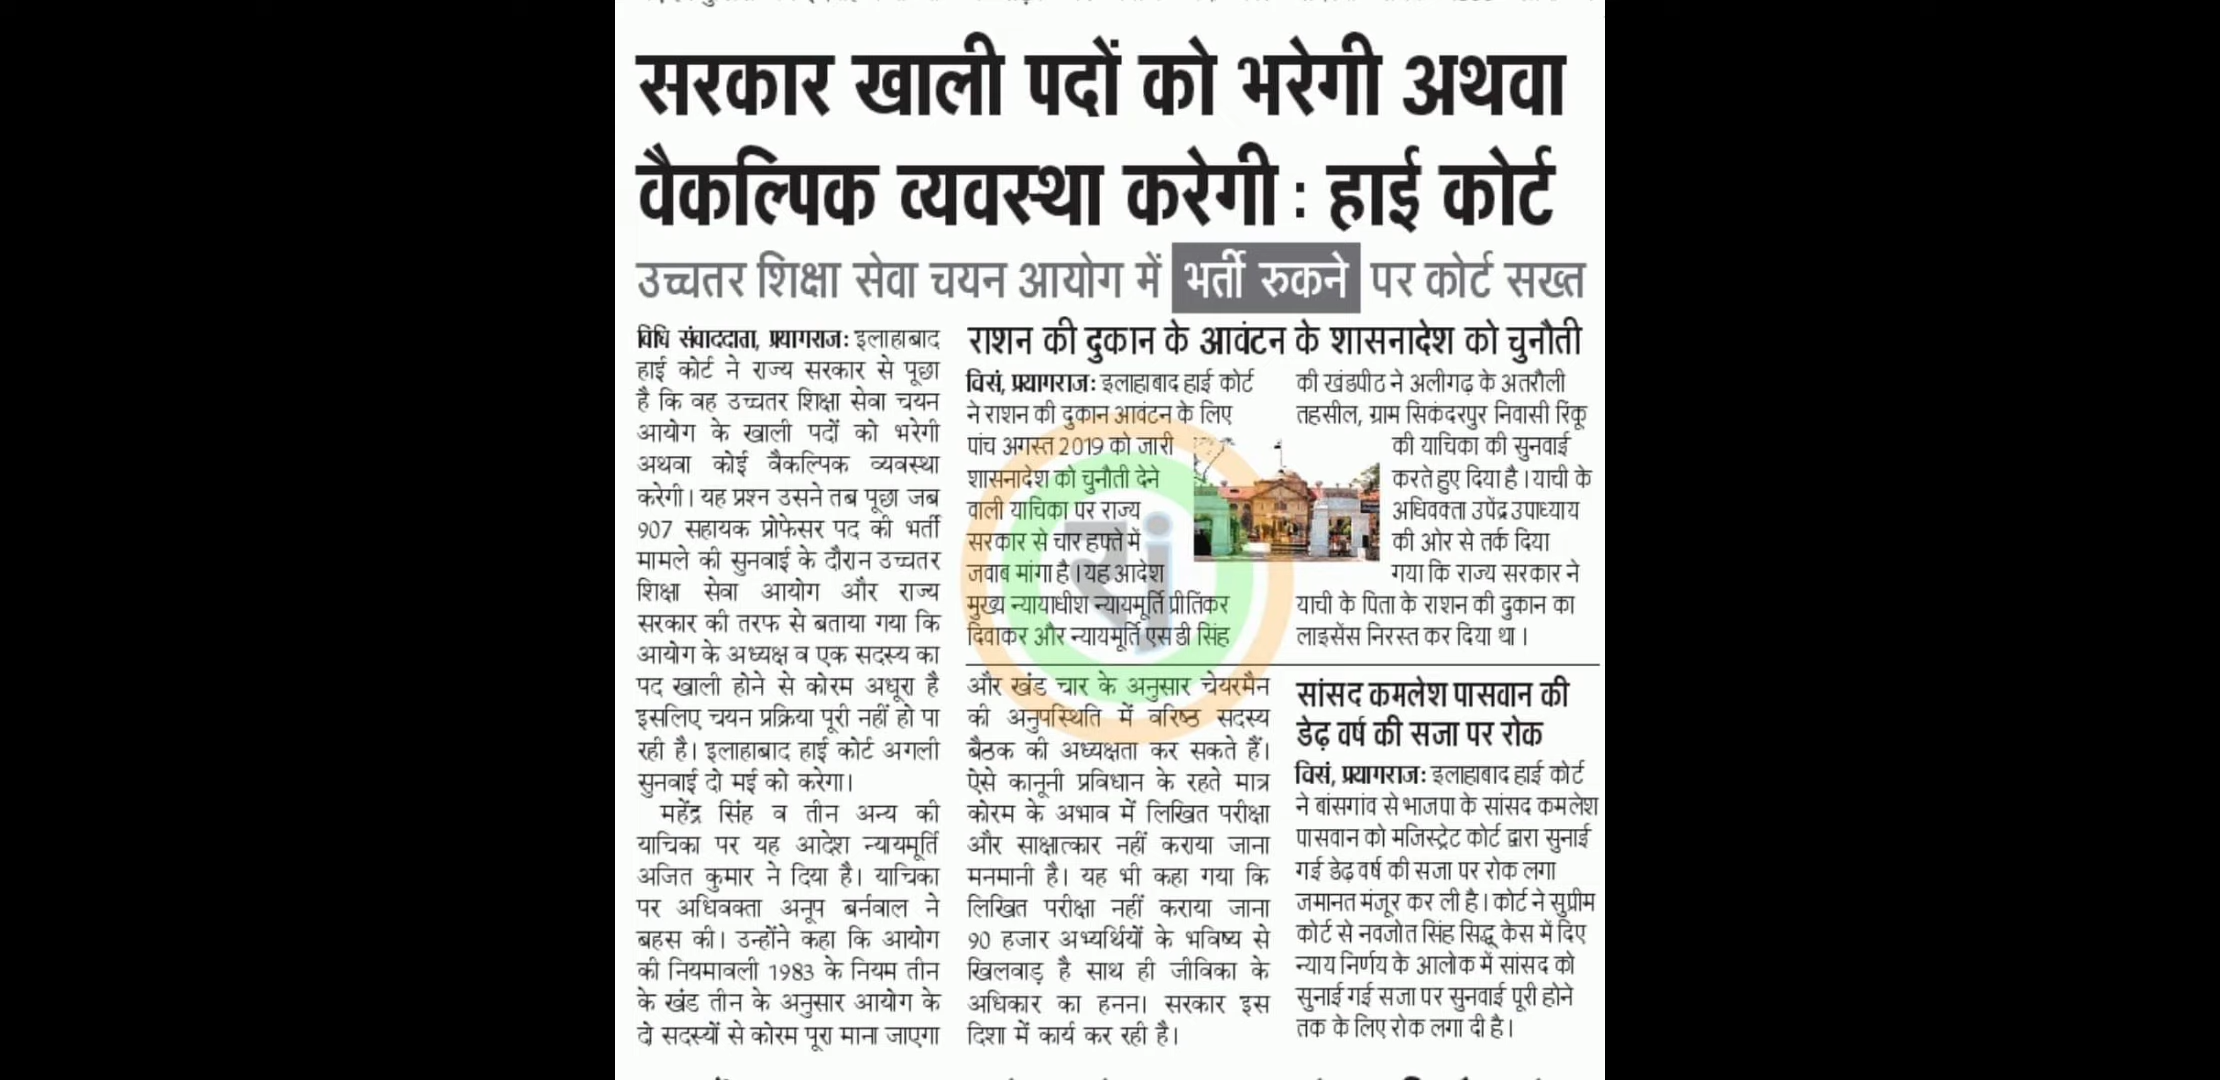 सरकार खाली पदों को भरेगी अथवा
वैकल्पिक व्यवस्था करेगी : हाई कोर्ट
उच्चतर शिक्षा सेवा चयन आयोग में भर्ती रुकने पर कोर्ट सख्त
विधि संवाददाता, प्रयागराज: इलाहाबाद
हाई कोर्ट ने राज्य सरकार से पूछा
है कि वह उच्चतर शिक्षा सेवा चयन
आयोग के खाली पदों को भरेगी
अथवा कोई वैकल्पिक व्यवस्था
करेगी। यह प्रश्न उसने तब पूछा जब
907 सहायक प्रोफेसर पद की भर्ती
मामले की सुनवाई के दौरान उच्चतर
शिक्षा सेवा आयोग और राज्य
सरकार की तरफ से बताया गया कि
आयोग के अध्यक्ष व एक सदस्य का
पद खाली होने से कोरम अधूरा है
इसलिए चयन प्रक्रिया पूरी नहीं हो पा
रही है। इलाहाबाद हाई कोर्ट अगली
सुनवाई दो मई को करेगा।
महेंद्र सिंह व तीन अन्य की
याचिका पर यह आदेश न्यायमूर्ति
अजित कुमार ने दिया है। याचिका
पर अधिवक्ता अनूप बर्नवाल ने
बहस की। उन्होंने कहा कि आयोग
की नियमावली 1983 के नियम तीन
के खंड तीन के अनुसार आयोग के
दो सदस्यों से कोरम पूरा माना जाएगा
और खंड चार के अनुसार चेयरमैन
की अनुपस्थिति में वरिष्ठ सदस्य
बैठक की अध्यक्षता कर सकते हैं।
ऐसे कानूनी प्रविधान के रहते मात्र
कोरम के अभाव में लिखित परीक्षा
और साक्षात्कार नहीं कराया जाना
मनमानी है। यह भी कहा गया कि
लिखित परीक्षा नहीं कराया जाना
90 हजार अभ्यर्थियों के भविष्य से
खिलवाड़ है साथ ही जीविका के
अधिकार का हनन। सरकार इस
दिशा में कार्य कर रही है।
राशन की दुकान के आवंटन के शासनादेश को चुनौती
विसं, प्रयागराज: इलाहाबाद हाई कोर्ट
ने राशन की दुकान आवंटन के लिए
पांच अगस्त 2019 को जारी
शासनादेश को चुनौती देने
वाली याचिका पर राज्य
सरकार से चार हफ्ते में
जवाब मांगा है। यह आदेश
मुख्य न्यायाधीश न्यायमूर्ति प्रीतिंकर
दिवाकर और न्यायमूर्ति एस डी सिंह
की खंडपीठ ने अलीगढ़ के अतरौली
तहसील, ग्राम सिकंदरपुर निवासी रिंकू
की याचिका की सुनवाई
करते हुए दिया है। याची के
अधिवक्ता उपेंद्र उपाध्याय
की ओर से तर्क दिया
गया कि राज्य सरकार ने
याची के पिता के राशन की दुकान का
लाइसेंस निरस्त कर दिया था।
सांसद कमलेश पासवान की
डेढ़ वर्ष की सजा पर रोक
विसं, प्रयागराज: इलाहाबाद हाई कोर्ट
ने बांसगांव से भाजपा के सांसद कमलेश
पासवान को मजिस्ट्रेट कोर्ट द्वारा सुनाई
गई डेढ़ वर्ष की सजा पर रोक लगा
जमानत मंजूर कर ली है। कोर्ट ने सुप्रीम
कोर्ट से नवजोत सिंह सिद्धू केस में दिए
न्याय निर्णय के आलोक में सांसद को
सुनाई गई सजा पर सुनवाई पूरी होने
तक के लिए रोक लगा दी है।